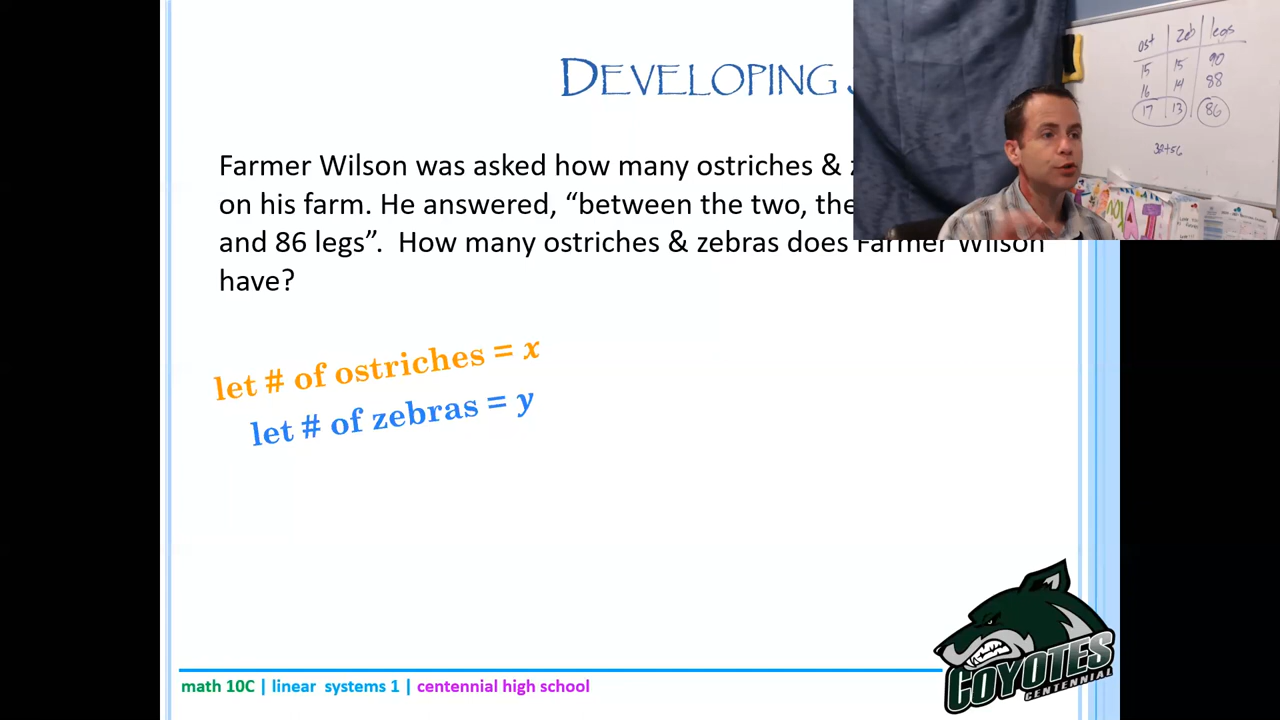 DEVELOPING
Farmer Wilson was asked how many ostriches &
on his farm. He answered, “between the two, the
and 86 legs”. How many ostriches & zebras does Farmer Wilson
have?
let # of ostriches = x
let # of zebras = y
math 10C | linear systems 1 | centennial high school
COYOTES
CENTENNIAL
ost zeb legs
15 15 90
16 14 88
17 13 86